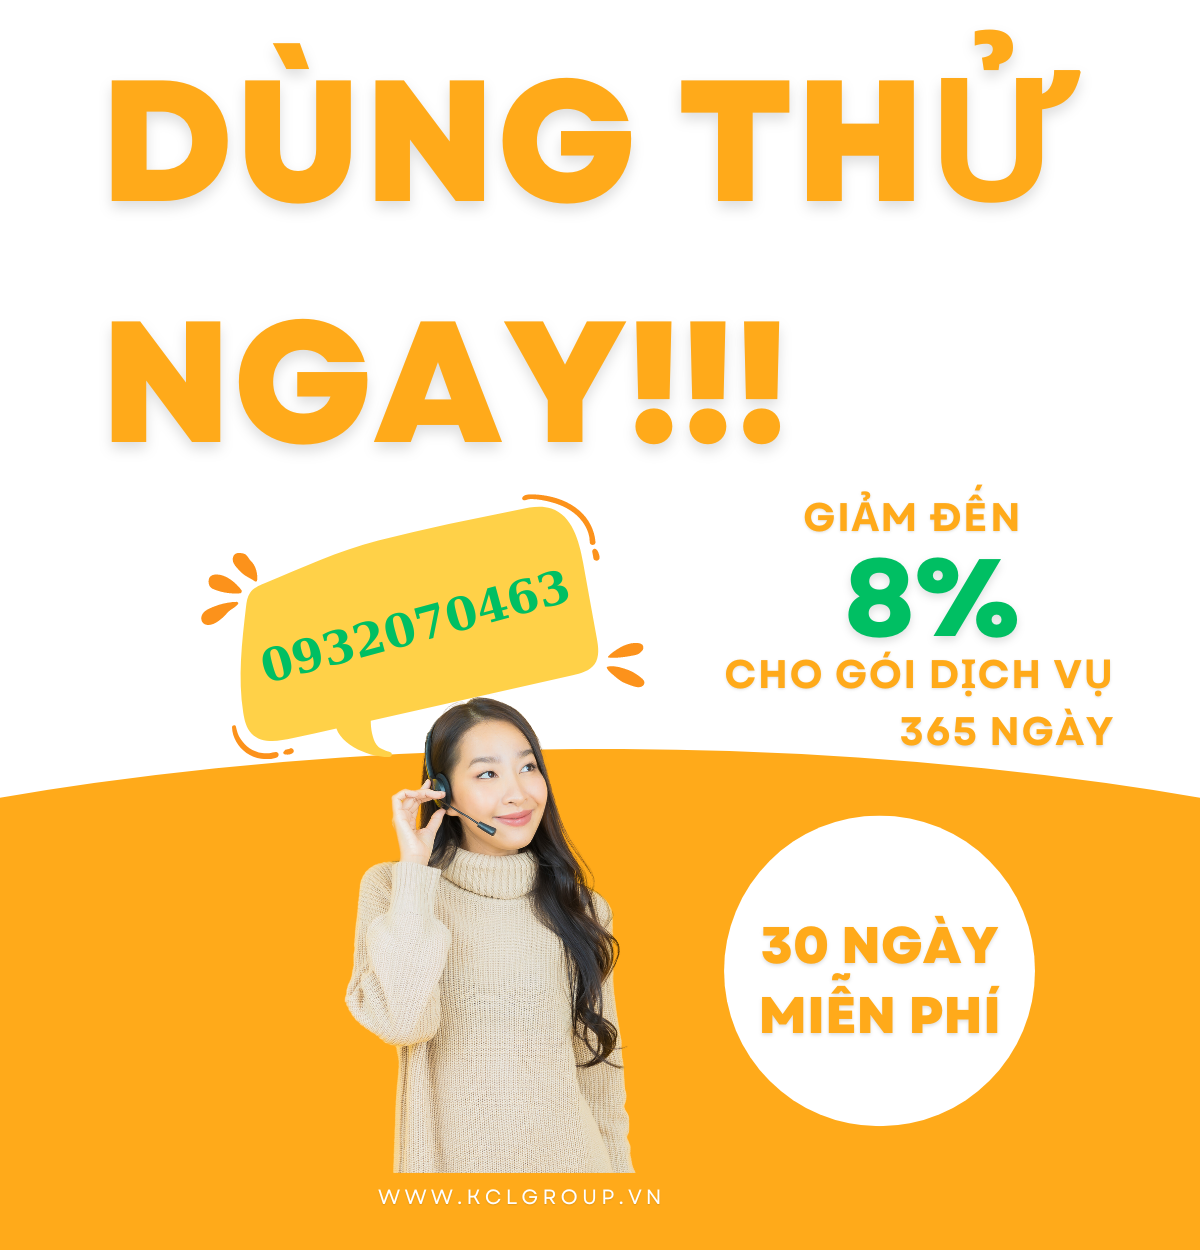 DÙNG THỬ
NGAY!!!
GIẢM ĐẾN
8%
CHO GÓI DỊCH VỤ
365 NGÀY
0932070463
30 NGÀY
MIỄN PHÍ
WWW.KCLGROUP.VN